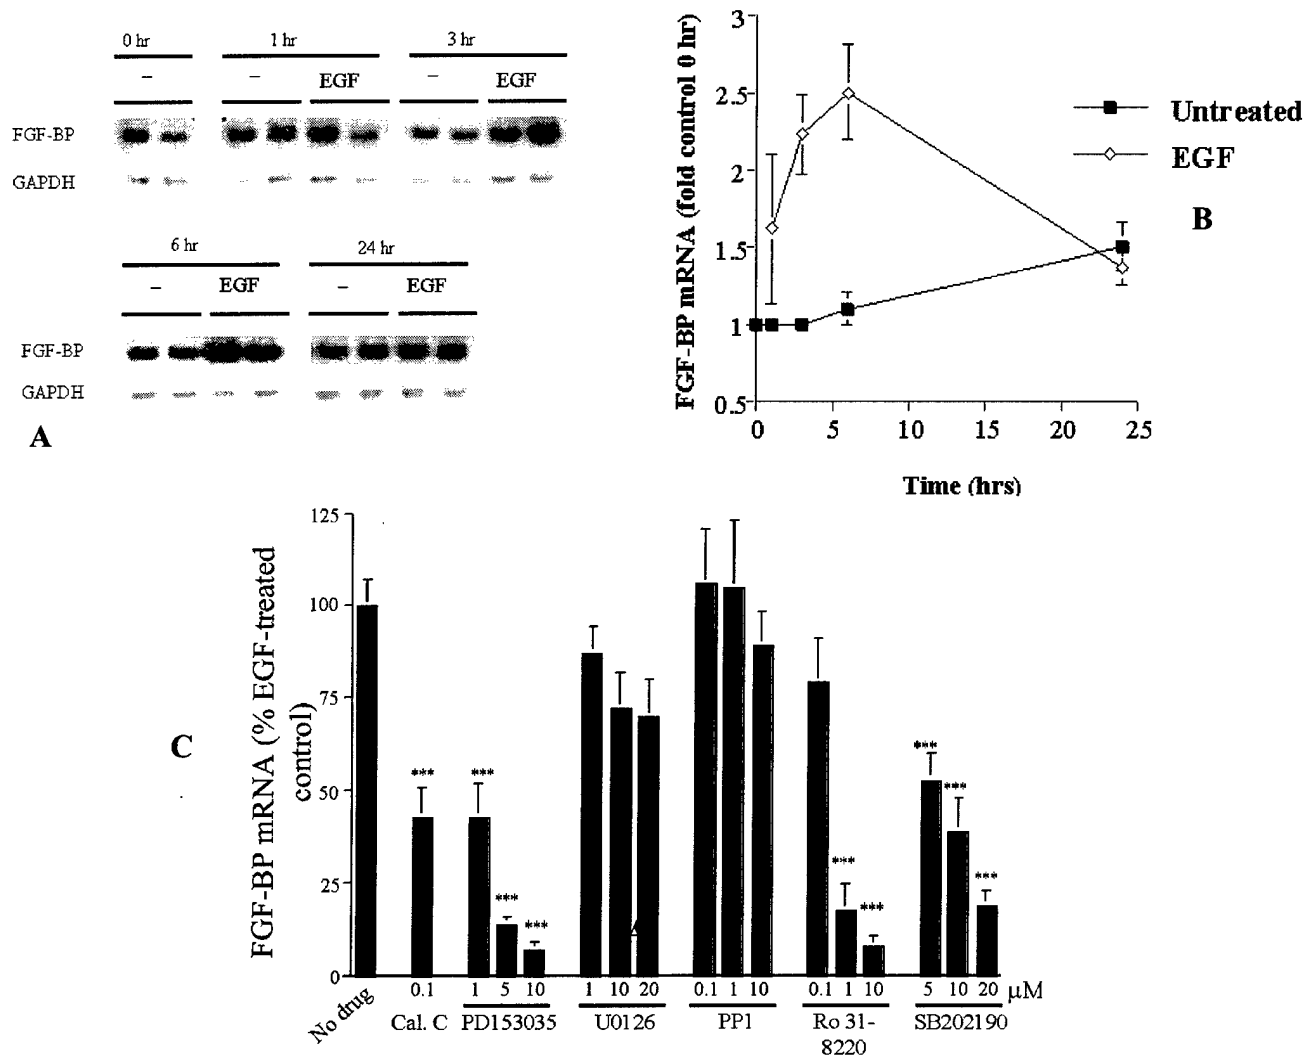 0 hr 1 hr 3 hr
– – EGF – EGF
FGF-BP
GAPDH
6 hr 24 hr
– EGF – EGF
FGF-BP
GAPDH
A
FGF-BP mRNA (fold control 0 hr)
3
2.5
2
1.5
1
0.5
0 5 10 15 20 25
Time (hrs)
Untreated
EGF
B
C
FGF-BP mRNA (% EGF-treated
control)
125
100
75
50
25
0
*** *** *** *** *** *** *** *** ***
A
No drug
0.1 1 5 10 1 10 20 0.1 1 10 0.1 1 10 5 10 20 µM
Cal. C PD153035 U0126 PP1 Ro 31- SB202190
8220